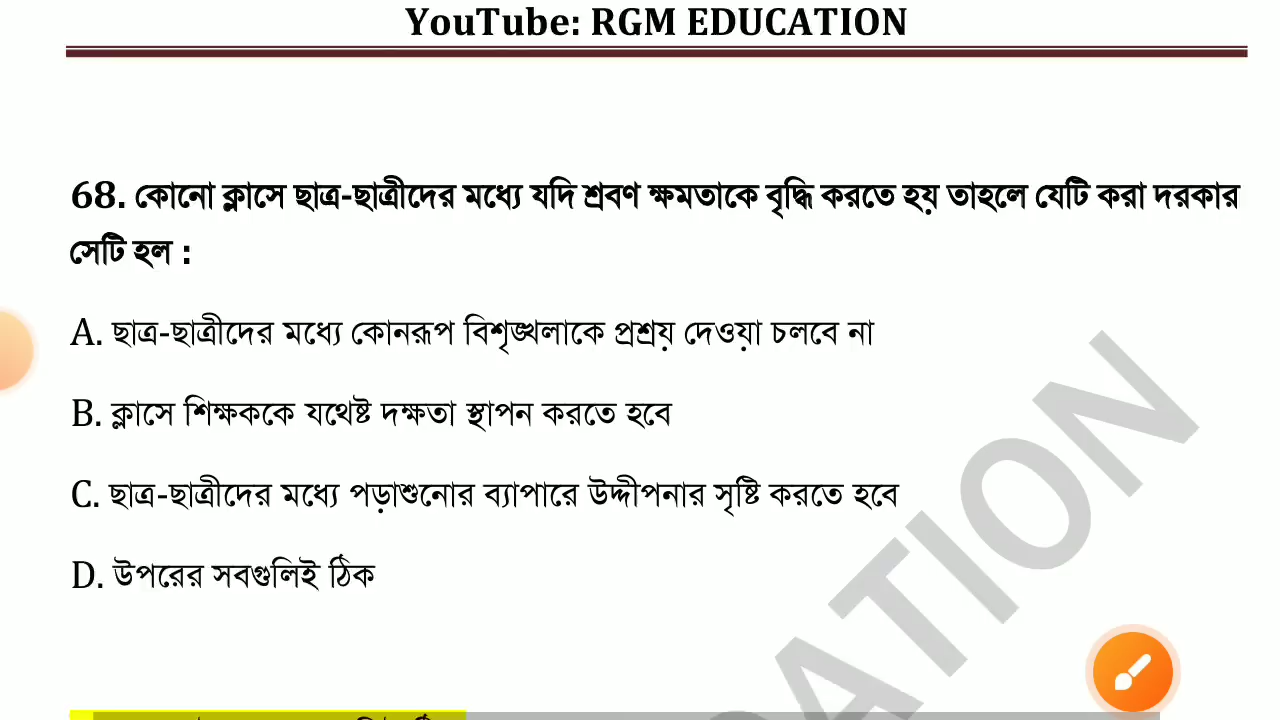 YouTube: RGM EDUCATION
68. কোনো ক্লাসে ছাত্র-ছাত্রীদের মধ্যে যদি শ্রবণ ক্ষমতাকে বৃদ্ধি করতে হয় তাহলে যেটি করা দরকার
সেটি হল :
A. ছাত্র-ছাত্রীদের মধ্যে কোনরূপ বিশৃঙ্খলাকে প্রশ্রয় দেওয়া চলবে না
B. ক্লাসে শিক্ষককে যথেষ্ট দক্ষতা স্থাপন করতে হবে
C. ছাত্র-ছাত্রীদের মধ্যে পড়াশুনোর ব্যাপারে উদ্দীপনার সৃষ্টি করতে হবে
D. উপরের সবগুলিই ঠিক
ATION